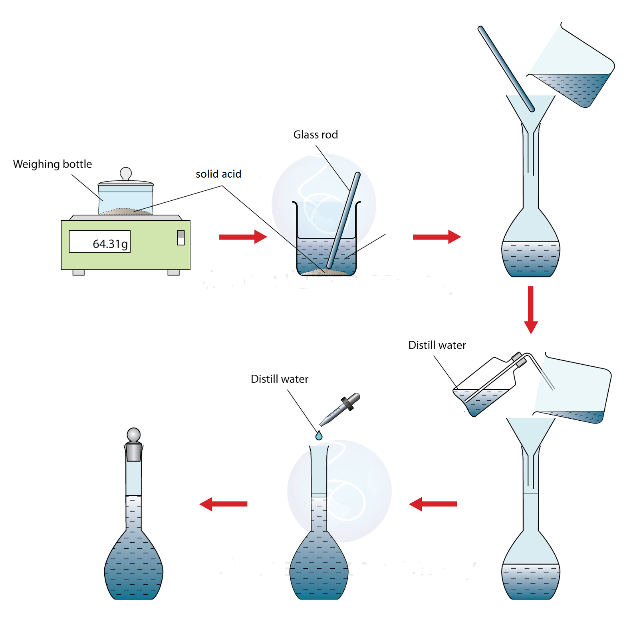 Glass rod
Weighing bottle
solid acid
64.31g
Distill water
Distill water